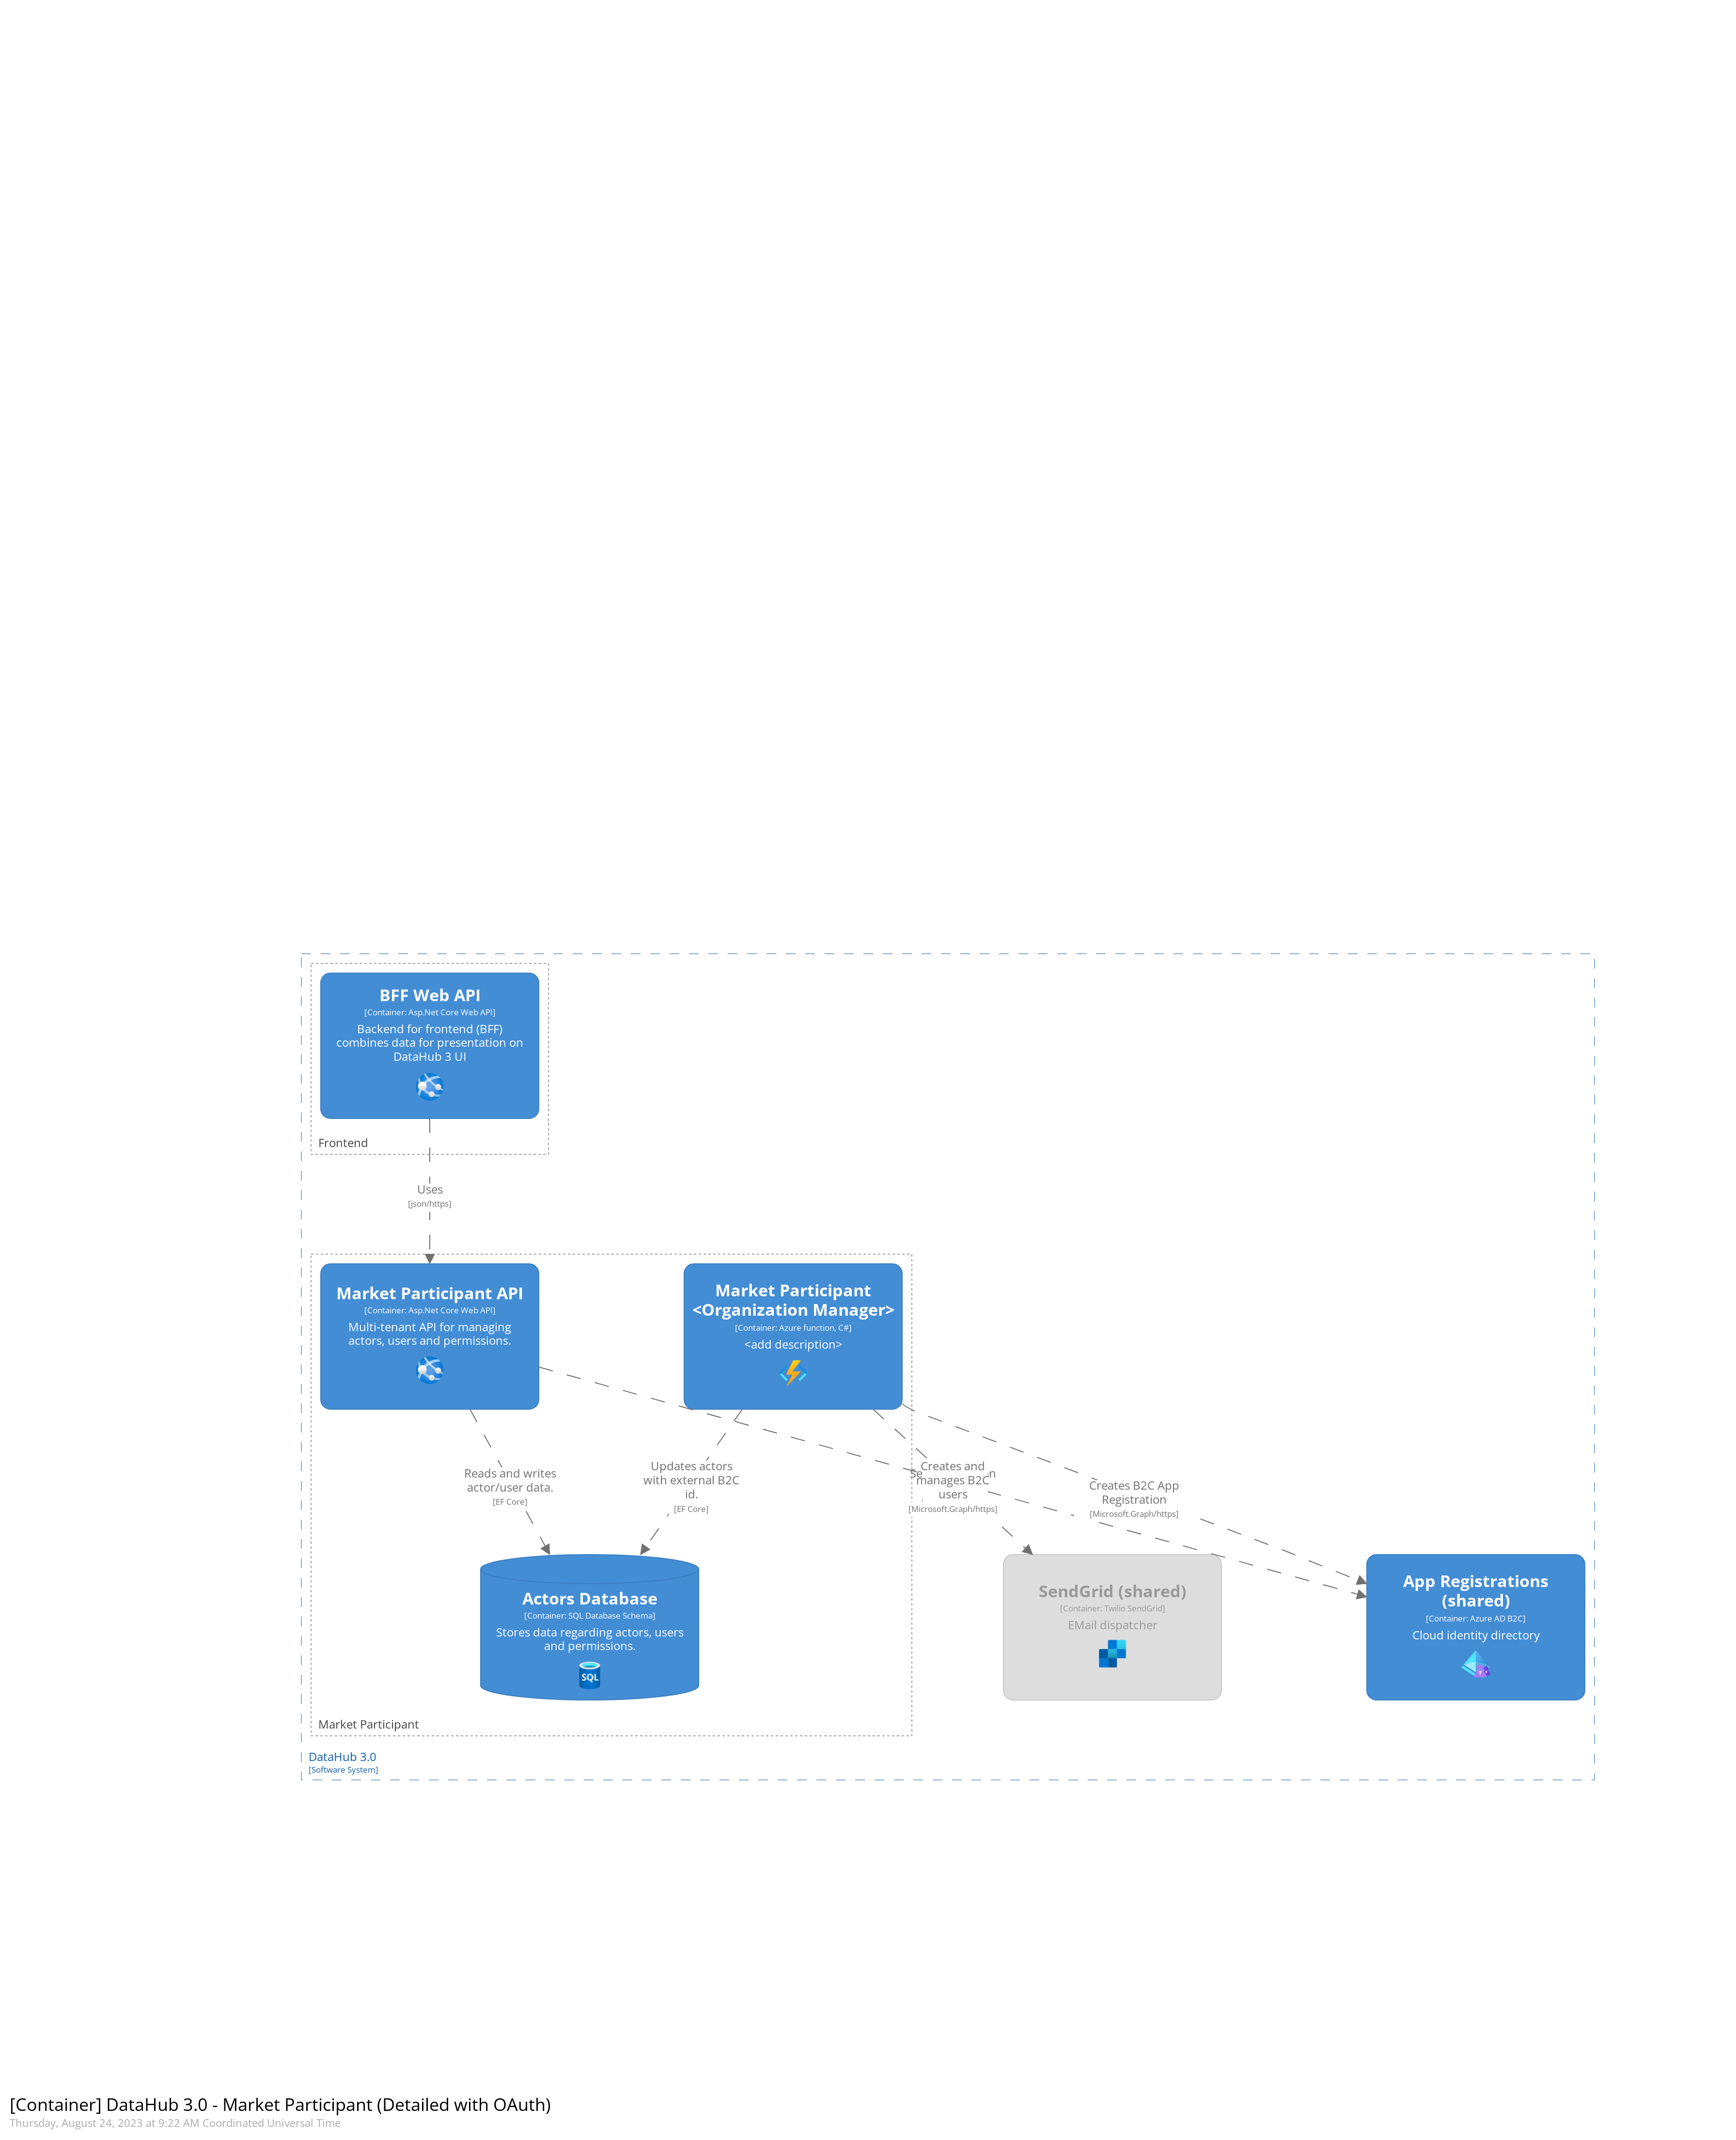 BFF Web API
[Container: Asp.Net Core Web API]
Backend for frontend (BFF)
combines data for presentation on
DataHub 3 UI
Frontend
Uses
[json/https]
Market Participant API
[Container: Asp.Net Core Web API]
Multi-tenant API for managing
actors, users and permissions.
Market Participant
<Organization Manager>
[Container: Azure function, C#]
<add description>
Reads and writes
actor/user data.
[EF Core]
Updates actors
with external B2C
id.
[EF Core]
Creates and
manages B2C
users
[Microsoft.Graph/https]
Creates B2C App
Registration
[Microsoft.Graph/https]
Actors Database
[Container: SQL Database Schema]
Stores data regarding actors, users
and permissions.
SQL
SendGrid (shared)
[Container: Twilio SendGrid]
EMail dispatcher
App Registrations
(shared)
[Container: Azure AD B2C]
Cloud identity directory
Market Participant
DataHub 3.0
[Software System]
[Container] DataHub 3.0 - Market Participant (Detailed with OAuth)
Thursday, August 24, 2023 at 9:22 AM Coordinated Universal Time